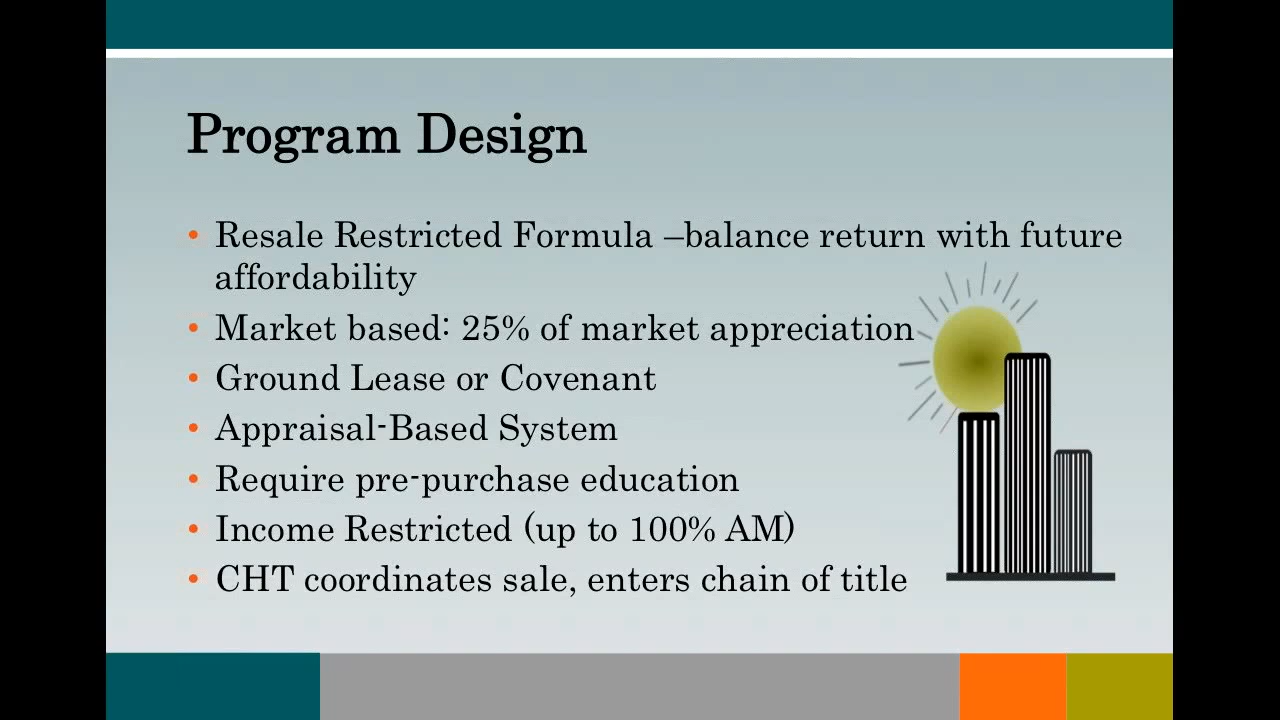 Program Design
• Resale Restricted Formula –balance return with future
affordability
• Market based: 25% of market appreciation
• Ground Lease or Covenant
• Appraisal-Based System
• Require pre-purchase education
• Income Restricted (up to 100% AM)
• CHT coordinates sale, enters chain of title